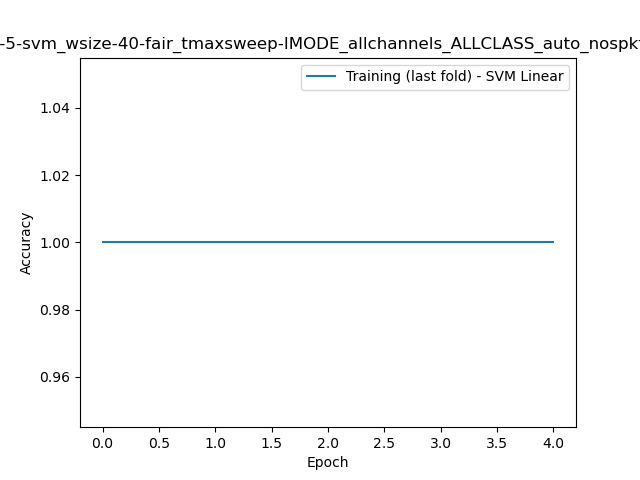 -5-svm_wsize-40-fair_tmaxsweep-IMODE_allchannels_ALLCLASS_auto_nospk
Training (last fold) - SVM Linear
1.04
1.02
1.00
0.98
0.96
Accuracy
0.0 0.5 1.0 1.5 2.0 2.5 3.0 3.5 4.0
Epoch